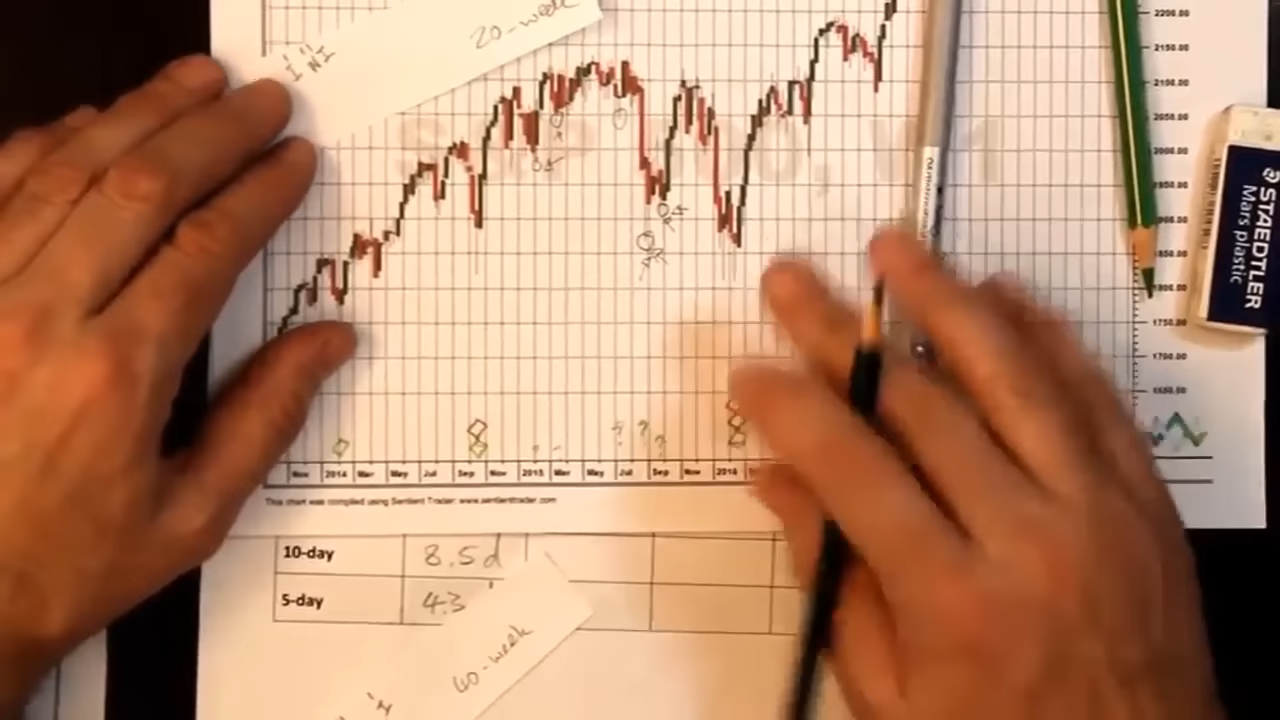 20-week
2200.00
2150.00
2100.00
2050.00
2000.00
1950.00
1900.00
1850.00
1800.00
1750.00
1700.00
1650.00
STAEDTLER
Mars plastic
? ? ?
Nov 2014 Mar May Jul Sep Nov 2015 Mar May Jul Sep Nov 2016
This chart was compiled using Sentient Trader: www.sentienttrader.com
10-day 8.5d
5-day 4.3
40-week